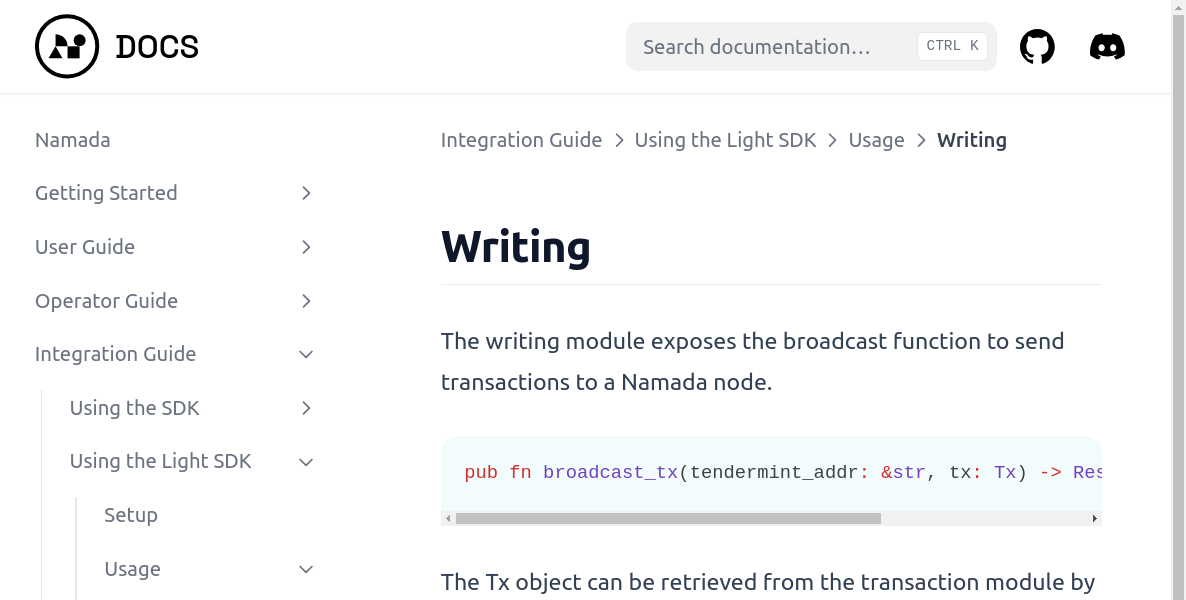 DOCS
Search documentation…
CTRL K
Namada
Getting Started
User Guide
Operator Guide
Integration Guide
Using the SDK
Using the Light SDK
Setup
Usage
Integration Guide
Using the Light SDK
Usage
Writing
Writing
The writing module exposes the broadcast function to send
transactions to a Namada node.
pub fn broadcast_tx(tendermint_addr: &str, tx: Tx) -> Res
The Tx object can be retrieved from the transaction module by